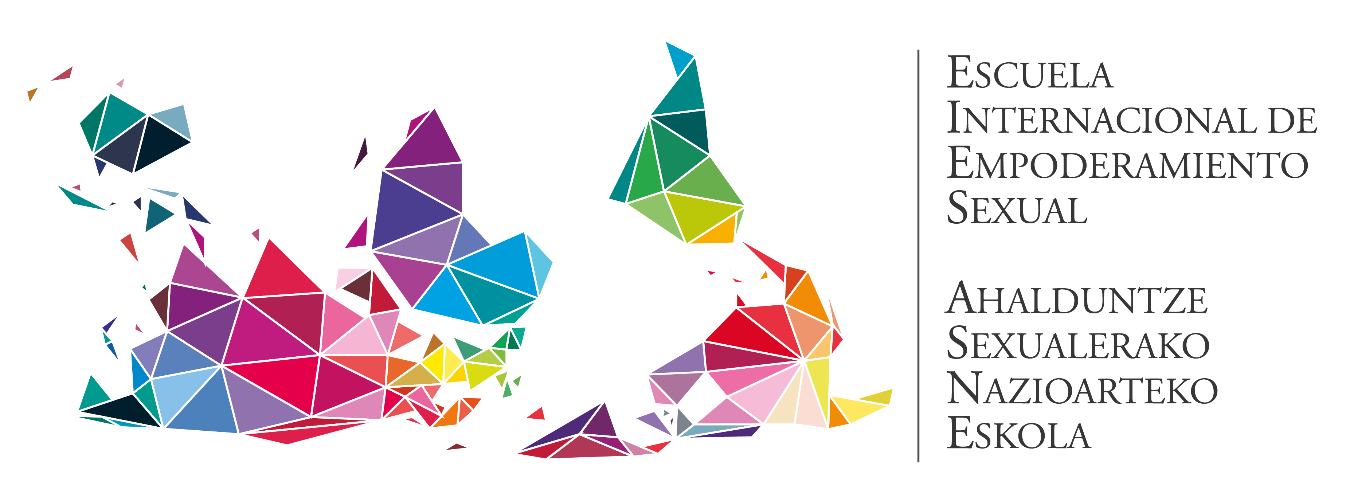 Escuela
Internacional de
Empoderamiento
Sexual
Ahalduntze
Sexualerako
Nazioarteko
Eskola